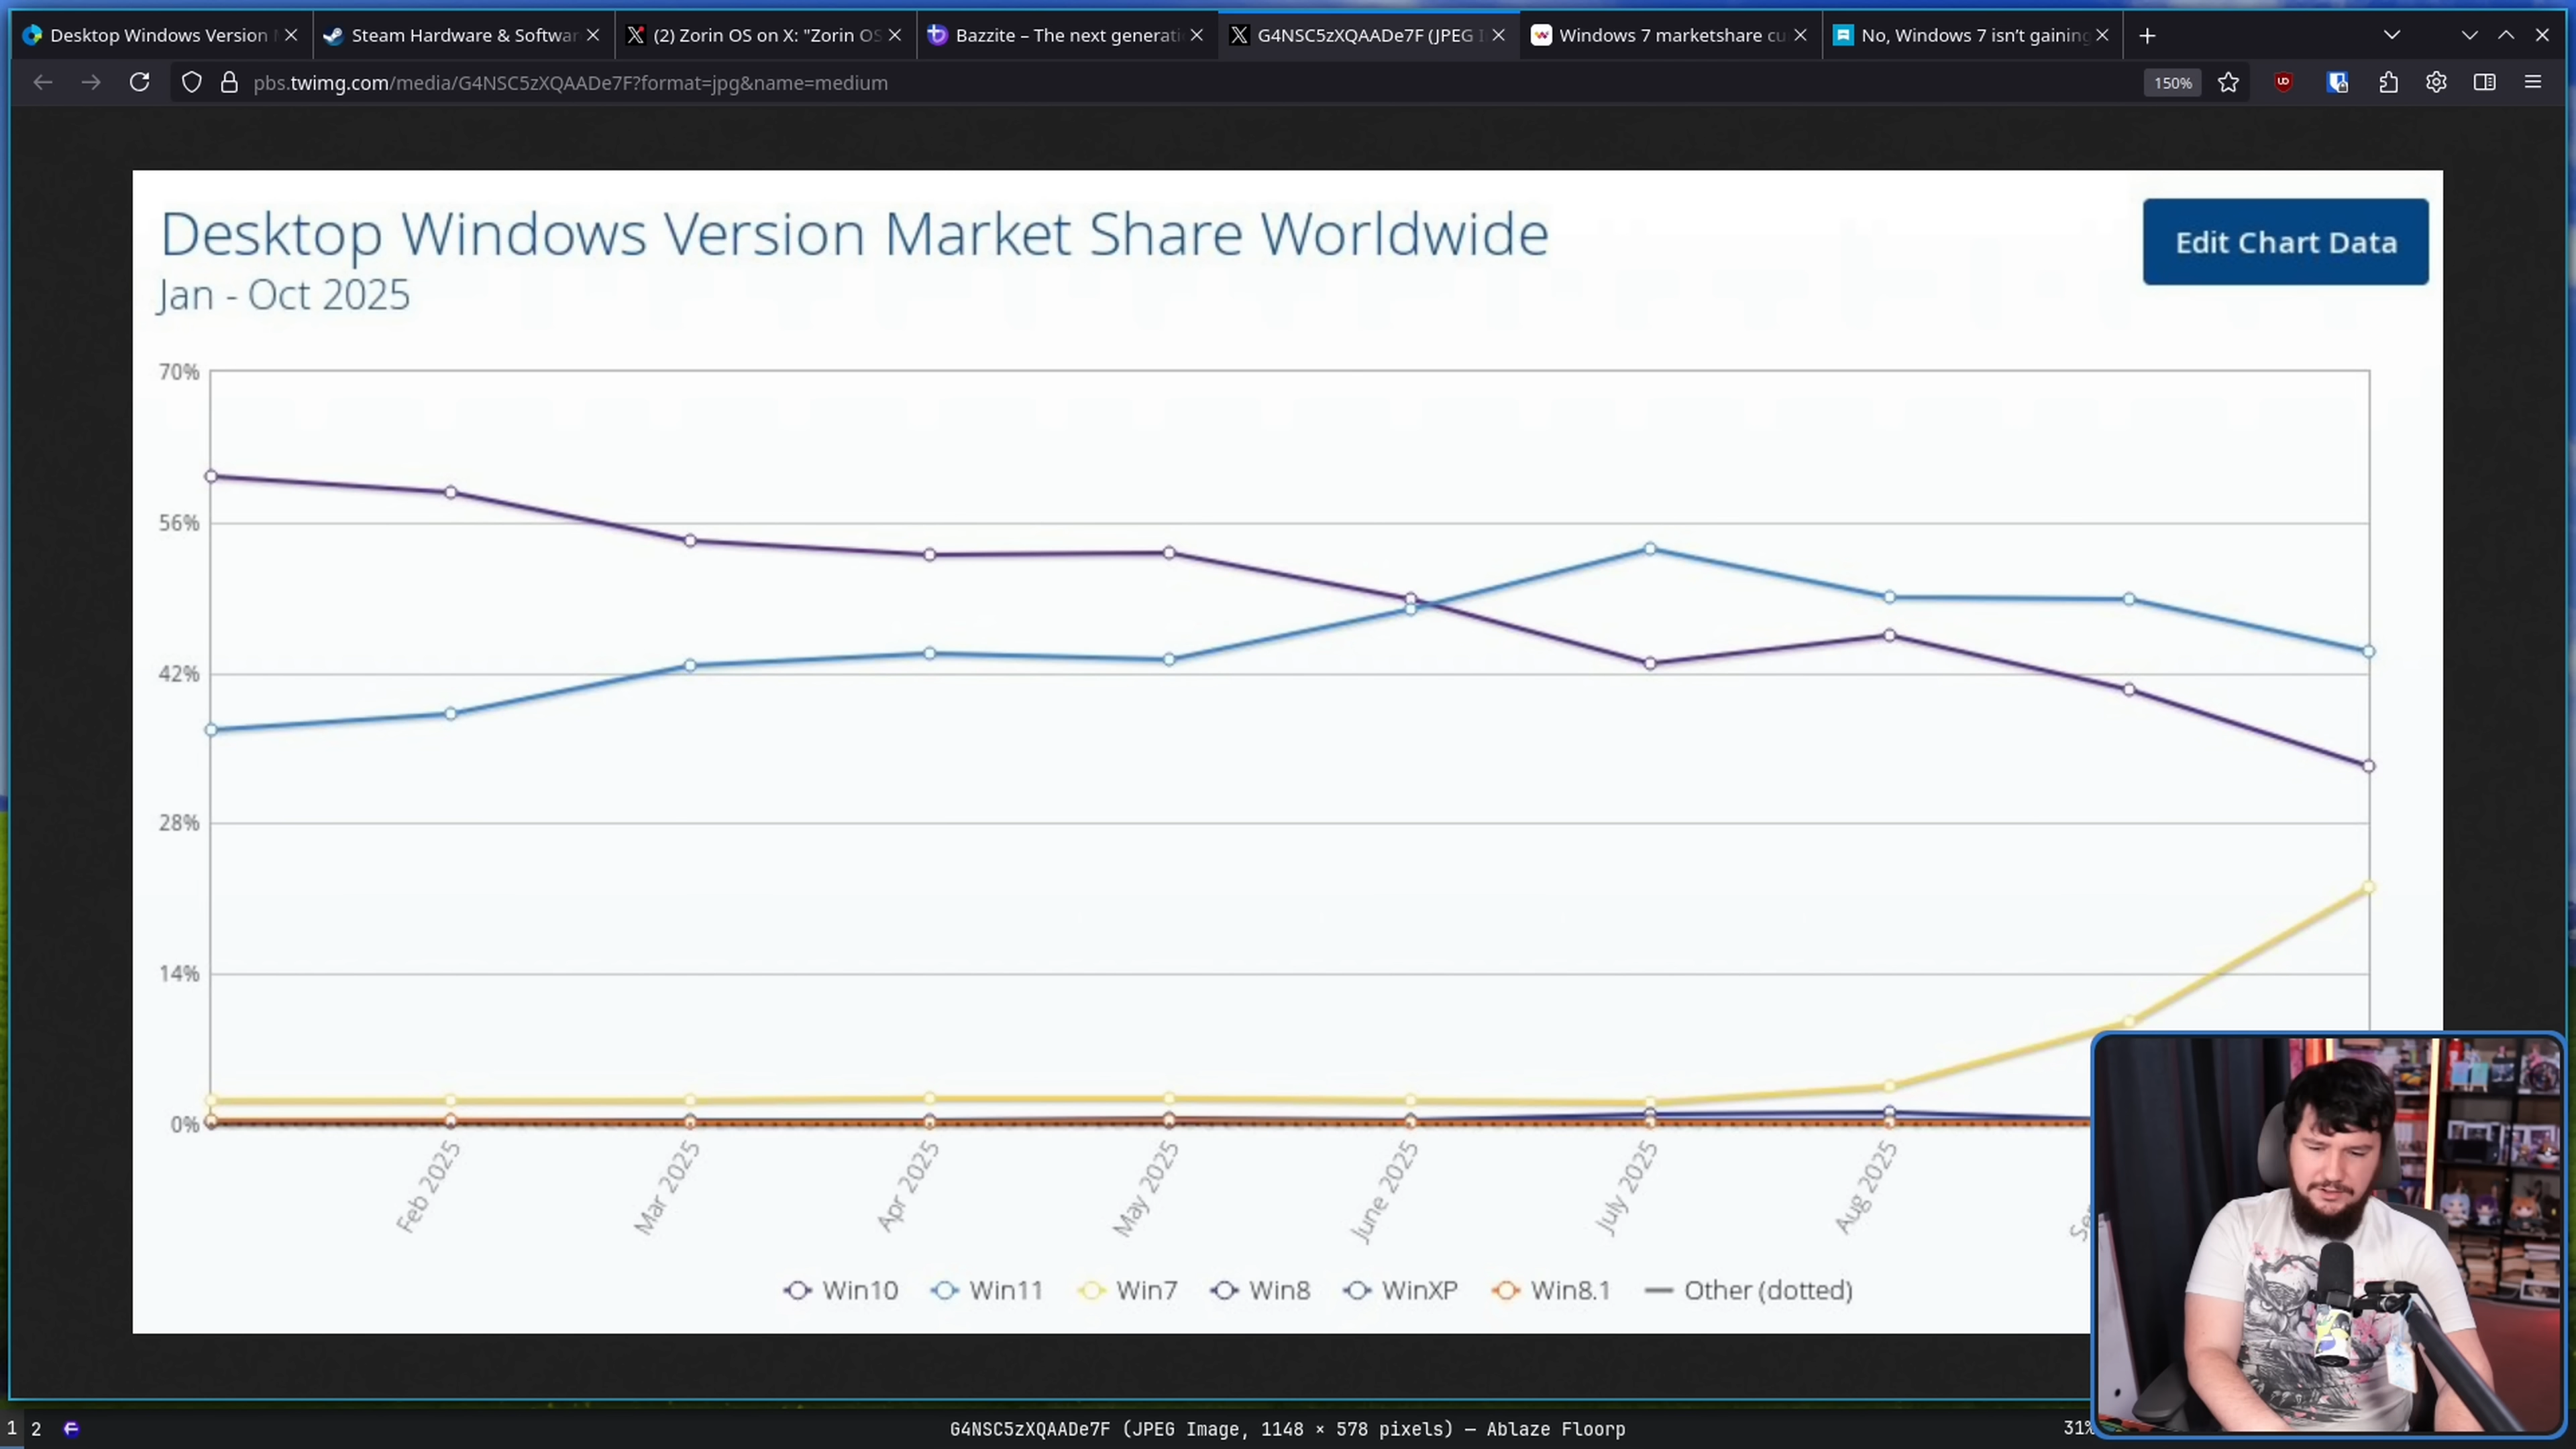 Desktop Windows Version
Steam Hardware & Softwar
(2) Zorin OS on X: "Zorin OS
Bazzite – The next generati
G4NSC5zXQAADe7F (JPEG I
Windows 7 marketshare cu
No, Windows 7 isn't gaining
pbs.twimg.com/media/G4NSC5zXQAADe7F?format=jpg&name=medium
150%
Desktop Windows Version Market Share Worldwide
Jan - Oct 2025
Edit Chart Data
70%
56%
42%
28%
14%
0%
Feb 2025
Mar 2025
Apr 2025
May 2025
June 2025
July 2025
Aug 2025
Win10 Win11 Win7 Win8 WinXP Win8.1 Other (dotted)
1 2
G4NSC5zXQAADe7F (JPEG Image, 1148 × 578 pixels) — Ablaze Floorp
31%